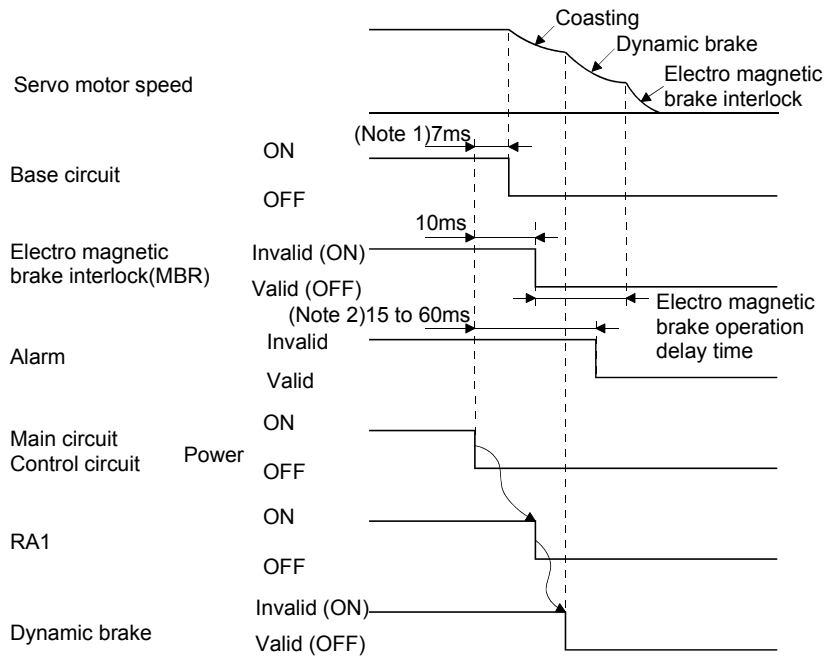 Coasting
Dynamic brake
Electro magnetic
brake interlock
Servo motor speed
(Note 1)7ms
ON
Base circuit
OFF
10ms
Electro magnetic
brake interlock(MBR)
Invalid (ON)
Valid (OFF)
Electro magnetic
brake operation
delay time
(Note 2)15 to 60ms
Invalid
Alarm
Valid
ON
Main circuit
Control circuit
Power
OFF
ON
RA1
OFF
Invalid (ON)
Dynamic brake
Valid (OFF)